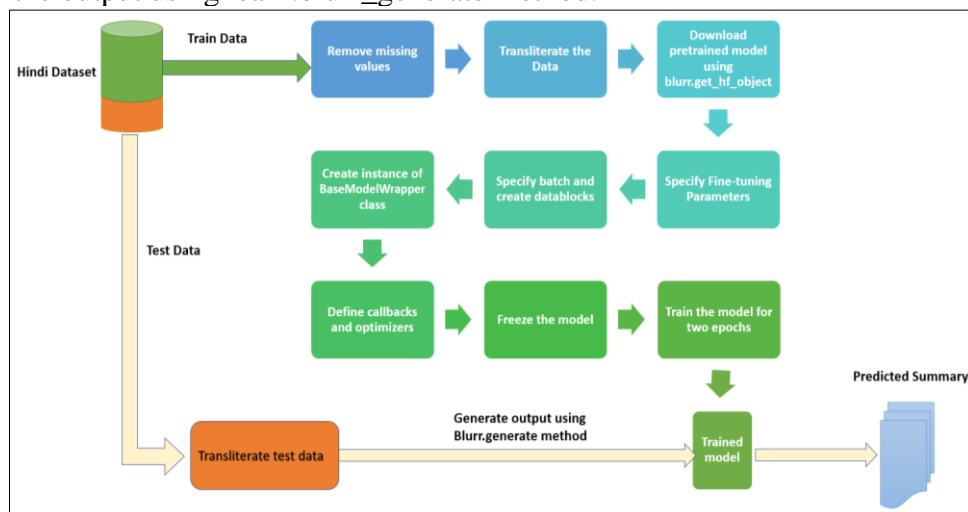 Train Data
Hindi Dataset
Remove missing
values
Transliterate the
Data
Download
pretrained model
using
blurr.get_hf_object
Create instance of
BaseModelWrapper
class
Specify batch and
create datablocks
Specify Fine-tuning
Parameters
Test Data
Define callbacks
and optimizers
Freeze the model
Train the model for
two epochs
Predicted Summary
Generate output using
Blurr.generate method
Transliterate test data
Trained
model